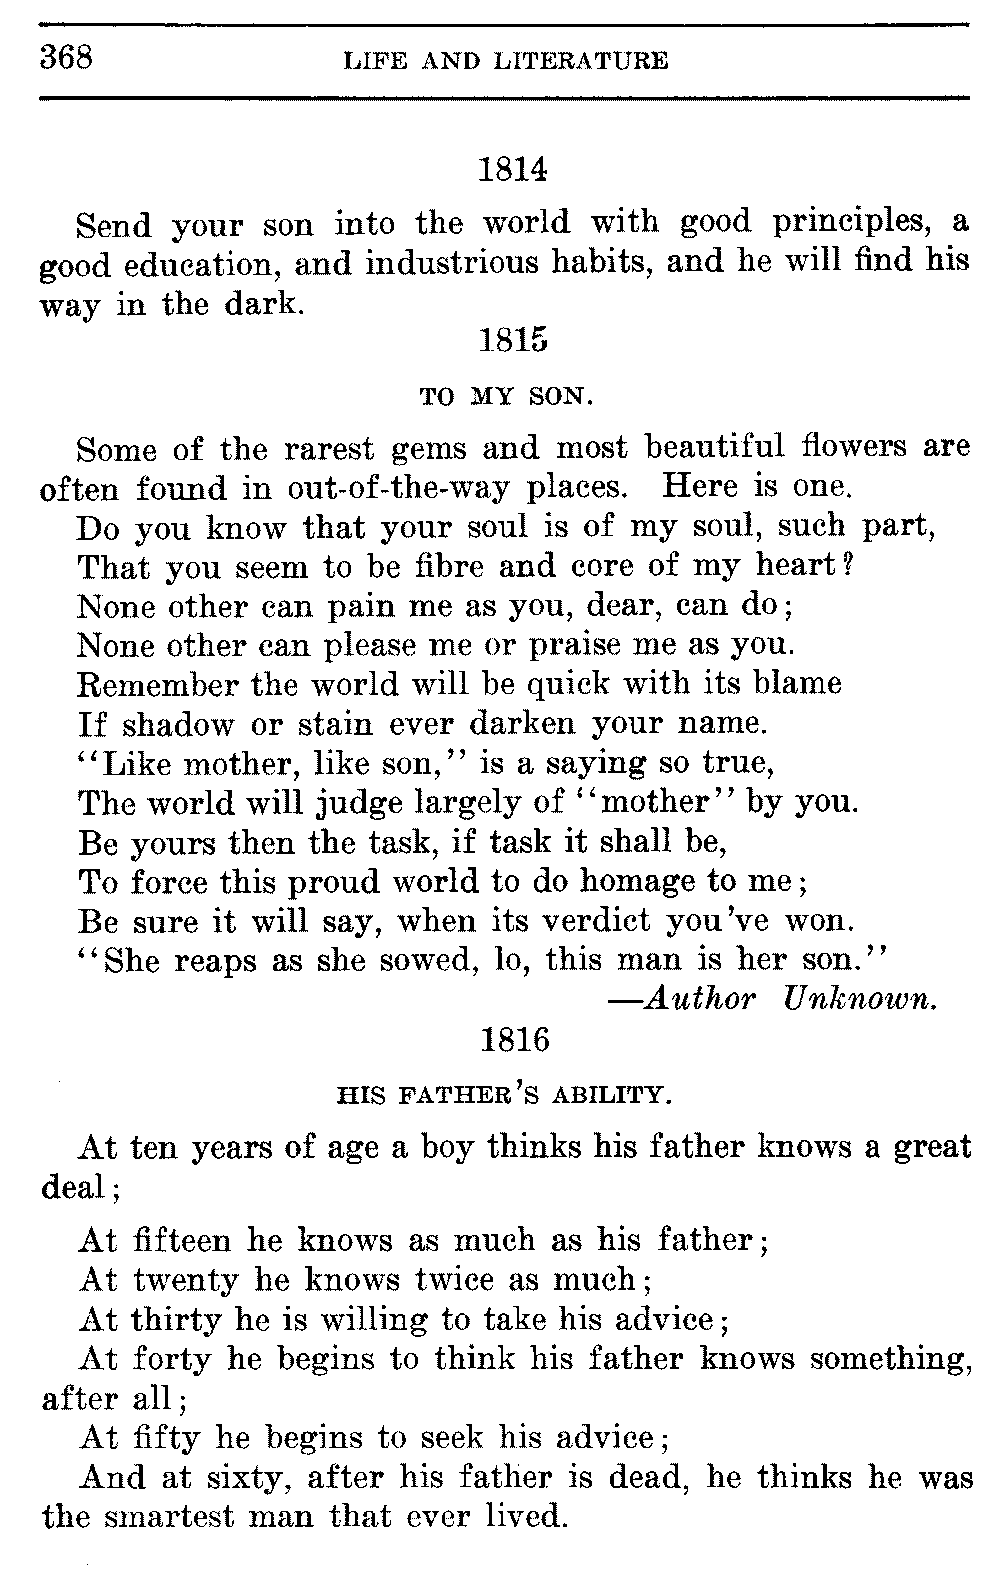 368 LIFE AND LITERATURE
1814
Send your son into the world with good principles, a
good education, and industrious habits, and he will find his
way in the dark.
1815
TO MY SON.
Some of the rarest gems and most beautiful flowers are
often found in out-of-the-way places. Here is one.
Do you know that your soul is of my soul, such part,
That you seem to be fibre and core of my heart?
None other can pain me as you, dear, can do;
None other can please me or praise me as you.
Remember the world will be quick with its blame
If shadow or stain ever darken your name.
"Like mother, like son," is a saying so true,
The world will judge largely of "mother" by you.
Be yours then the task, if task it shall be,
To force this proud world to do homage to me;
Be sure it will say, when its verdict you've won.
"She reaps as she sowed, lo, this man is her son."
—Author Unknown.
1816
HIS FATHER'S ABILITY.
At ten years of age a boy thinks his father knows a great
deal;
At fifteen he knows as much as his father;
At twenty he knows twice as much;
At thirty he is willing to take his advice;
At forty he begins to think his father knows something,
after all;
At fifty he begins to seek his advice;
And at sixty, after his father is dead, he thinks he was
the smartest man that ever lived.